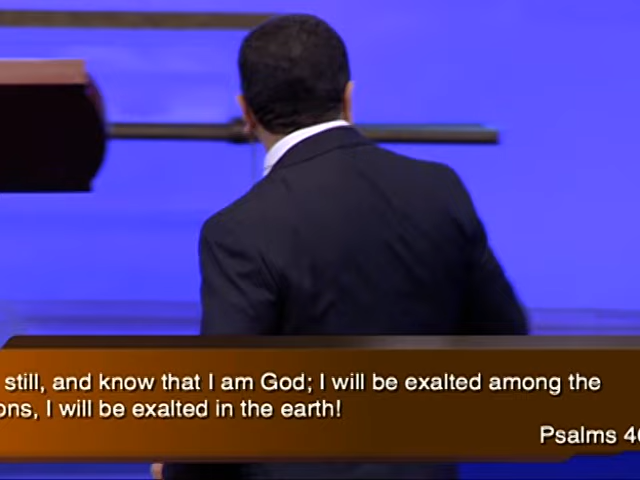 still, and know that I am God; I will be exalted among the
ons, I will be exalted in the earth!
Psalms 4